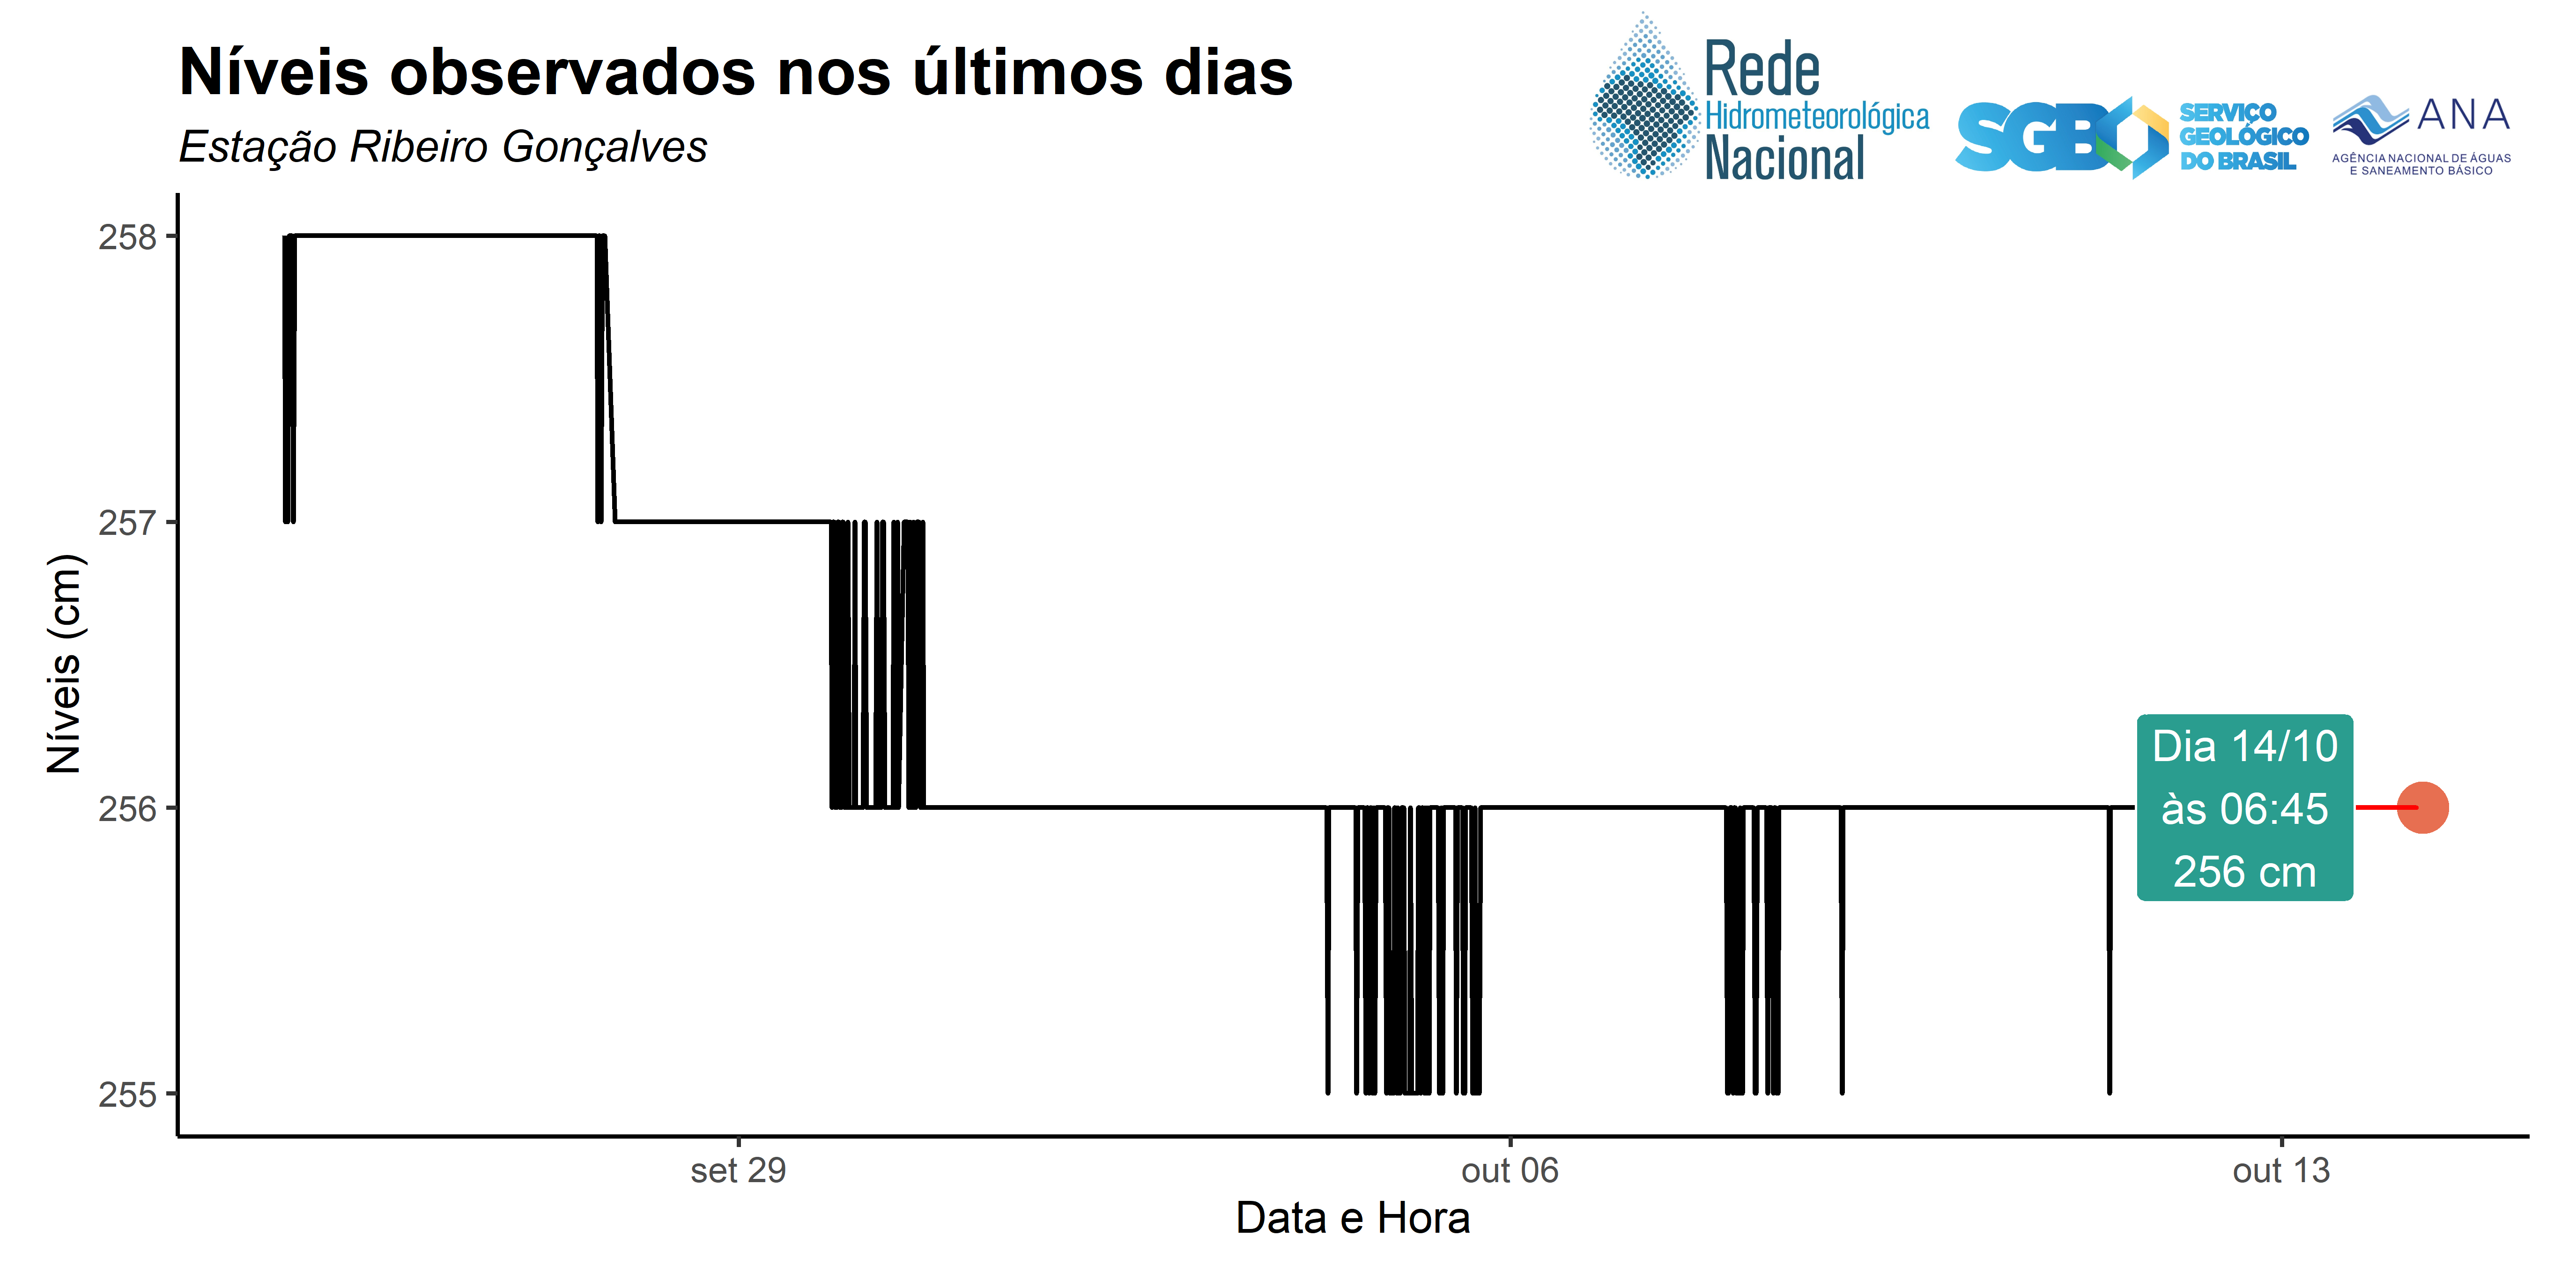 Níveis observados nos últimos dias
Estação Ribeiro Gonçalves
Rede
Hidrometeorológica
Nacional
SGB
SERVIÇO
GEOLÓGICO
DO BRASIL
ANA
AGÊNCIA NACIONAL DE ÁGUAS
E SANEAMENTO BÁSICO
Níveis (cm)
258
257
256
255
Dia 14/10
às 06:45
256 cm
set 29
out 06
out 13
Data e Hora